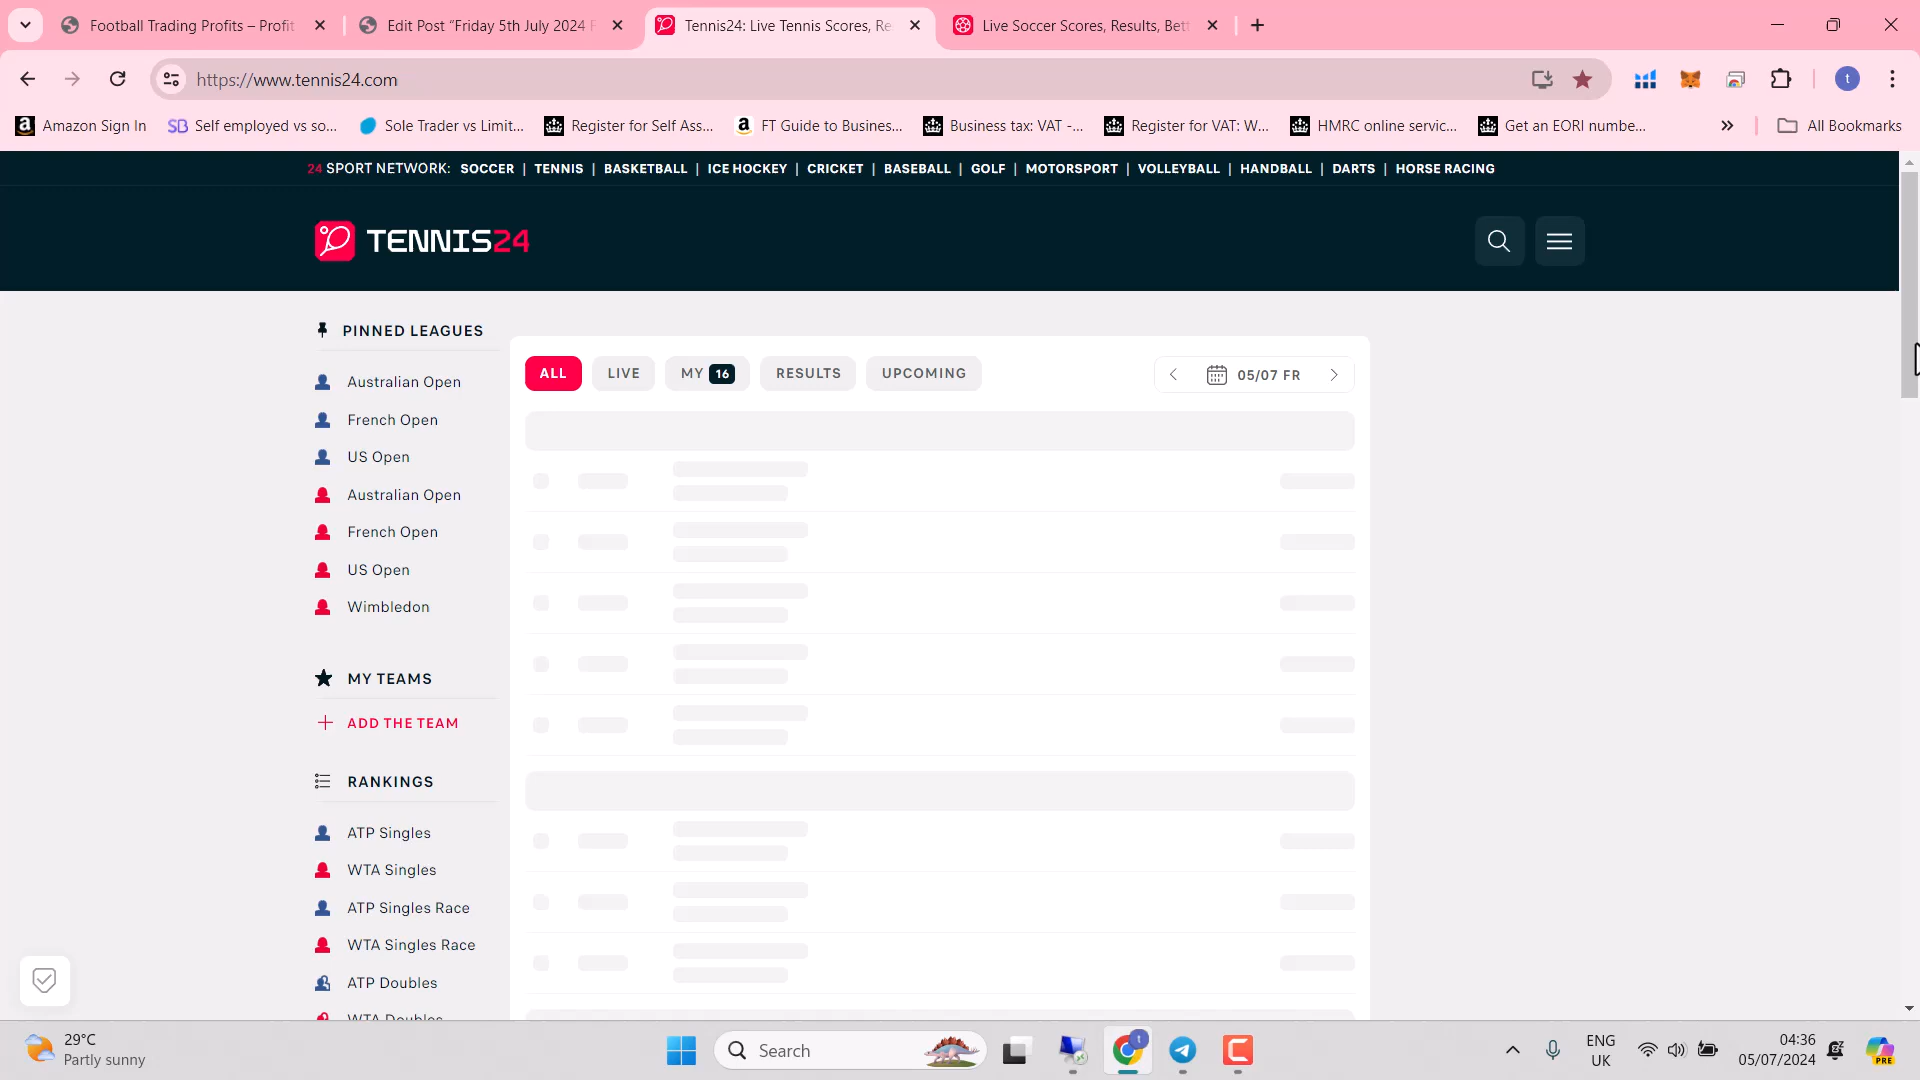 Football Trading Profits – Profit
Edit Post “Friday 5th July 2024 F
Tennis24: Live Tennis Scores, Re
Live Soccer Scores, Results, Bett
https://www.tennis24.com
t
Amazon Sign In
Self employed vs so...
Sole Trader vs Limit...
Register for Self Ass...
FT Guide to Busines...
Business tax: VAT -...
Register for VAT: W...
HMRC online servic...
Get an EORI numbe...
All Bookmarks
24 SPORT NETWORK: SOCCER | TENNIS | BASKETBALL | ICE HOCKEY | CRICKET | BASEBALL | GOLF | MOTORSPORT | VOLLEYBALL | HANDBALL | DARTS | HORSE RACING
TENNIS24
PINNED LEAGUES
Australian Open
French Open
US Open
Australian Open
French Open
US Open
Wimbledon
MY TEAMS
ADD THE TEAM
RANKINGS
ATP Singles
WTA Singles
ATP Singles Race
WTA Singles Race
ATP Doubles
WTA Doubles
ALL
LIVE
MY 16
RESULTS
UPCOMING
05/07 FR
29°C
Partly sunny
Search
t
ENG
UK
04:36
05/07/2024
PRE